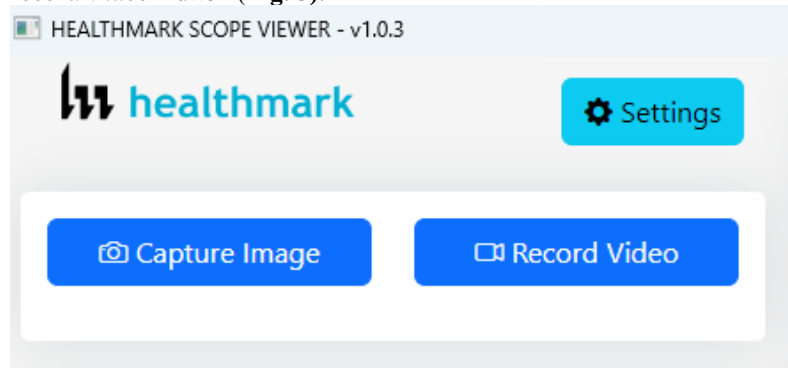 HEALTHMARK SCOPE VIEWER - v1.0.3
healthmark
Settings
Capture Image
Record Video